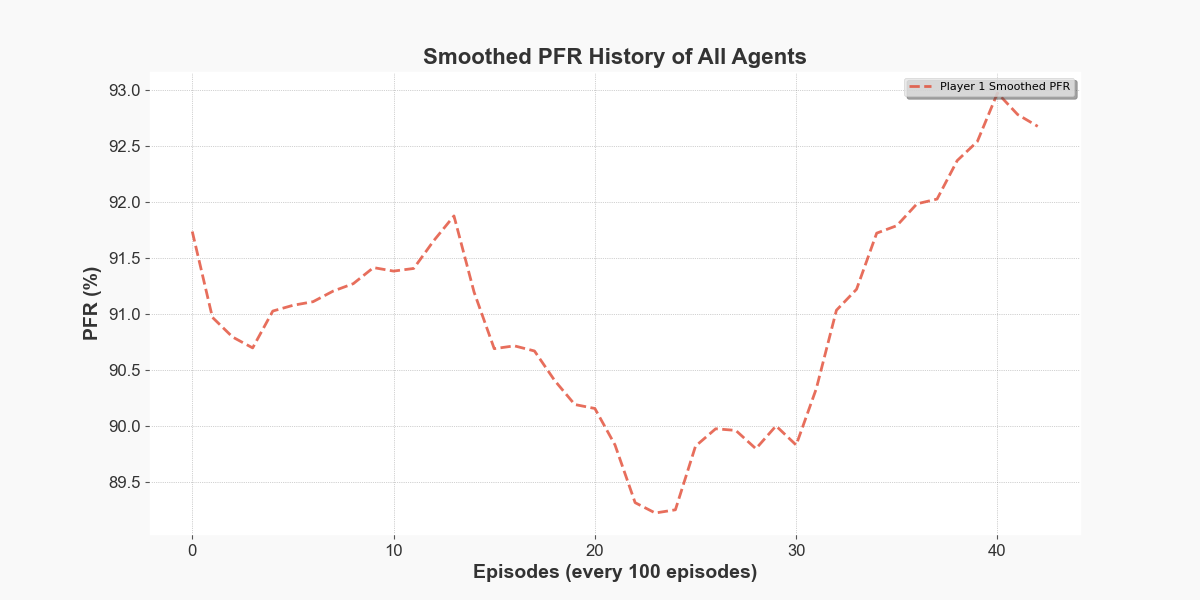 Smoothed PFR History of All Agents
Player 1 Smoothed PFR
93.0
92.5
92.0
91.5
91.0
90.5
90.0
89.5
PFR (%)
0 10 20 30 40
Episodes (every 100 episodes)